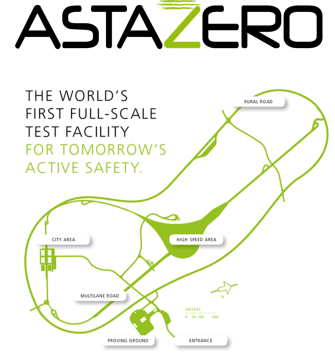 ASTAZERO
THE WORLD'S
FIRST FULL-SCALE
TEST FACILITY
FOR TOMORROW'S
ACTIVE SAFETY.
RURAL ROAD
CITY AREA
HIGH SPEED AREA
MULTILANE ROAD
METERS
PROVING GROUND
ENTRANCE